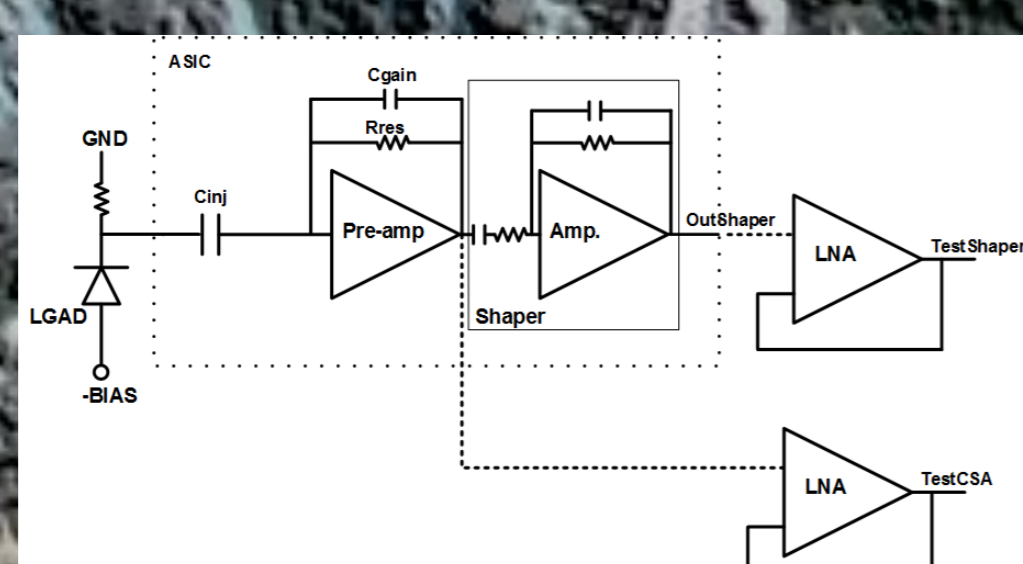 ASIC
Cgain
Rres
GND
Cinj
Pre-amp
Amp.
OutShaper
LNA
TestShaper
LGAD
Shaper
-BIAS
LNA
TestCSA